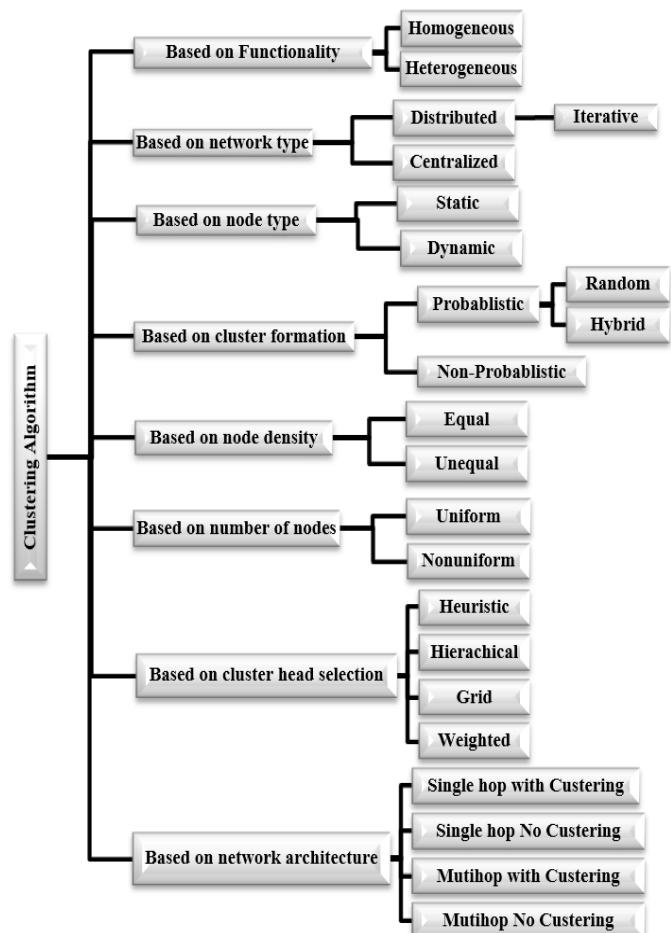 Clustering Algorithm
Based on Functionality
Homogeneous
Heterogeneous
Based on network type
Distributed
Iterative
Centralized
Based on node type
Static
Dynamic
Based on cluster formation
Probablistic
Random
Hybrid
Non-Probablistic
Based on node density
Equal
Unequal
Based on number of nodes
Uniform
Nonuniform
Based on cluster head selection
Heuristic
Hierachical
Grid
Weighted
Based on network architecture
Single hop with Custering
Single hop No Custering
Mutihop with Custering
Mutihop No Custering